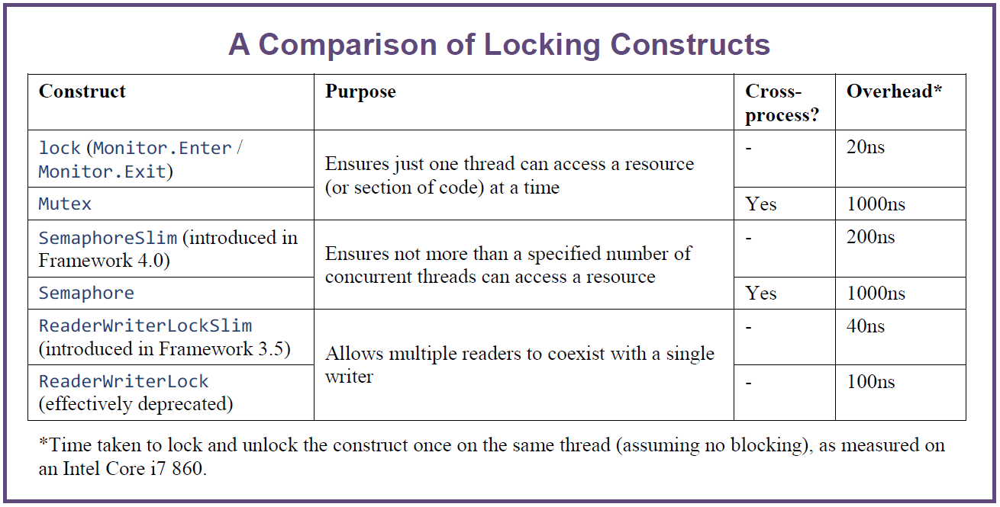 A Comparison of Locking Constructs
Construct
Purpose
Cross-
process?
Overhead*
lock (Monitor.Enter /
Monitor.Exit)
Ensures just one thread can access a resource
(or section of code) at a time
-
20ns
Mutex
Yes
1000ns
SemaphoreSlim (introduced in
Framework 4.0)
Ensures not more than a specified number of
concurrent threads can access a resource
-
200ns
Semaphore
Yes
1000ns
ReaderWriterLockSlim
(introduced in Framework 3.5)
Allows multiple readers to coexist with a single
writer
-
40ns
ReaderWriterLock
(effectively deprecated)
-
100ns
*Time taken to lock and unlock the construct once on the same thread (assuming no blocking), as measured on
an Intel Core i7 860.